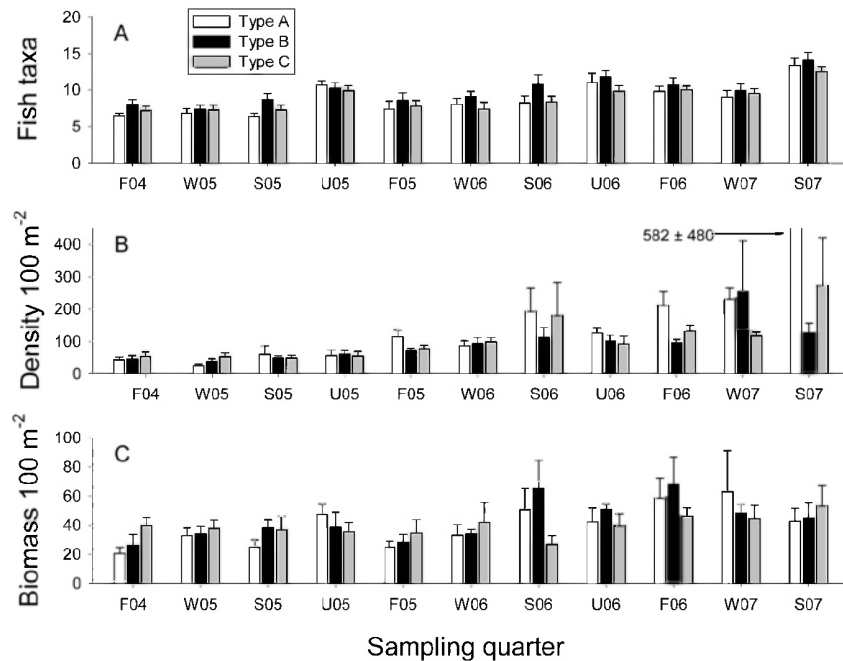 A
Type A
Type B
Type C
Fish taxa
20
15
10
5
0
F04 W05 S05 U05 F05 W06 S06 U06 F06 W07 S07
B
582 ± 480
Density 100 m⁻²
400
300
200
100
0
F04 W05 S05 U05 F05 W06 S06 U06 F06 W07 S07
C
Biomass 100 m⁻²
100
80
60
40
20
0
F04 W05 S05 U05 F05 W06 S06 U06 F06 W07 S07
Sampling quarter